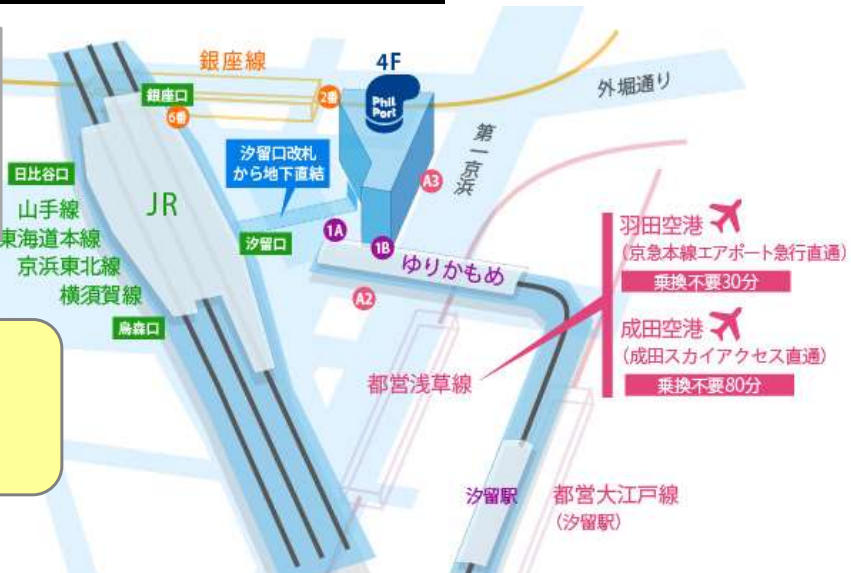 銀座線
4F
Phil
Port
外堀通り
銀座口
2番
6番
第一京浜
汐留口改札
から地下直結
A3
日比谷口
JR
山手線
東海道本線
京浜東北線
横須賀線
汐留口
1A
1B
ゆりかもめ
A2
烏森口
羽田空港
(京急本線エアポート急行直通)
乗換不要30分
成田空港
(成田スカイアクセス直通)
乗換不要80分
都営浅草線
汐留駅
都営大江戸線
(汐留駅)